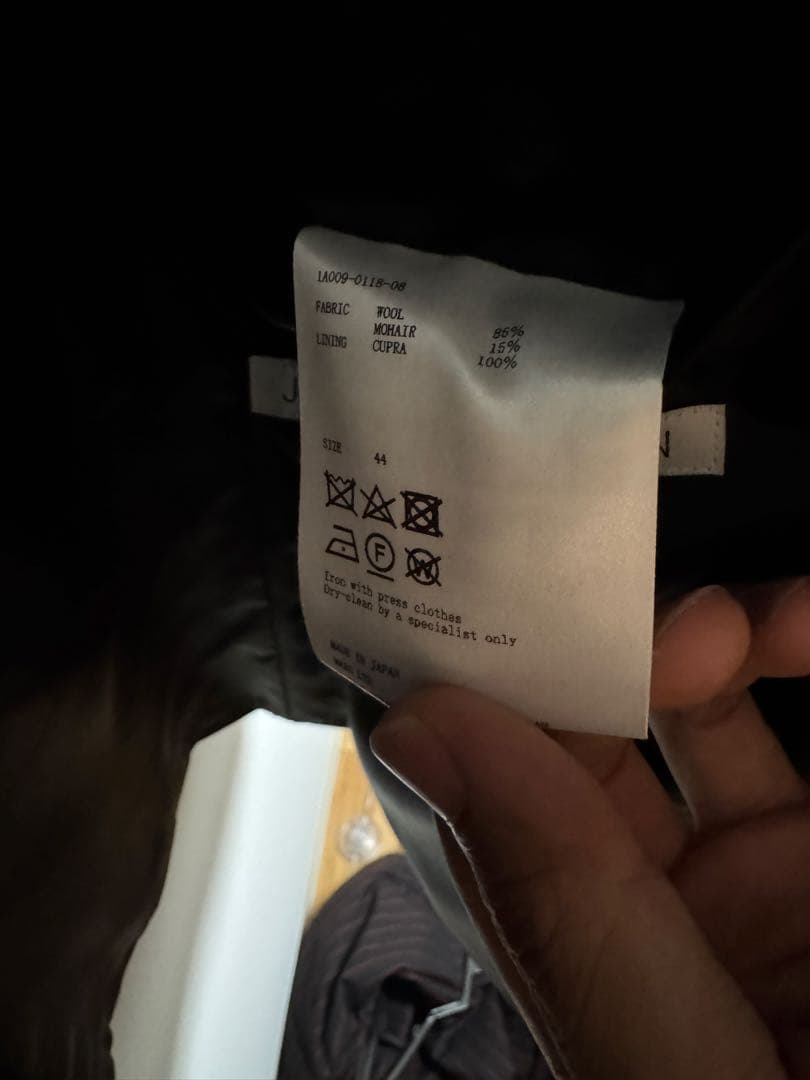 1A009-0118-08
FABRIC WOOL 85%
MOHAIR 15%
LINING CUPRA 100%
J
N
SIZE 44
F
W
Iron with press clothes
Dry-clean by a specialist only
MADE IN JAPAN